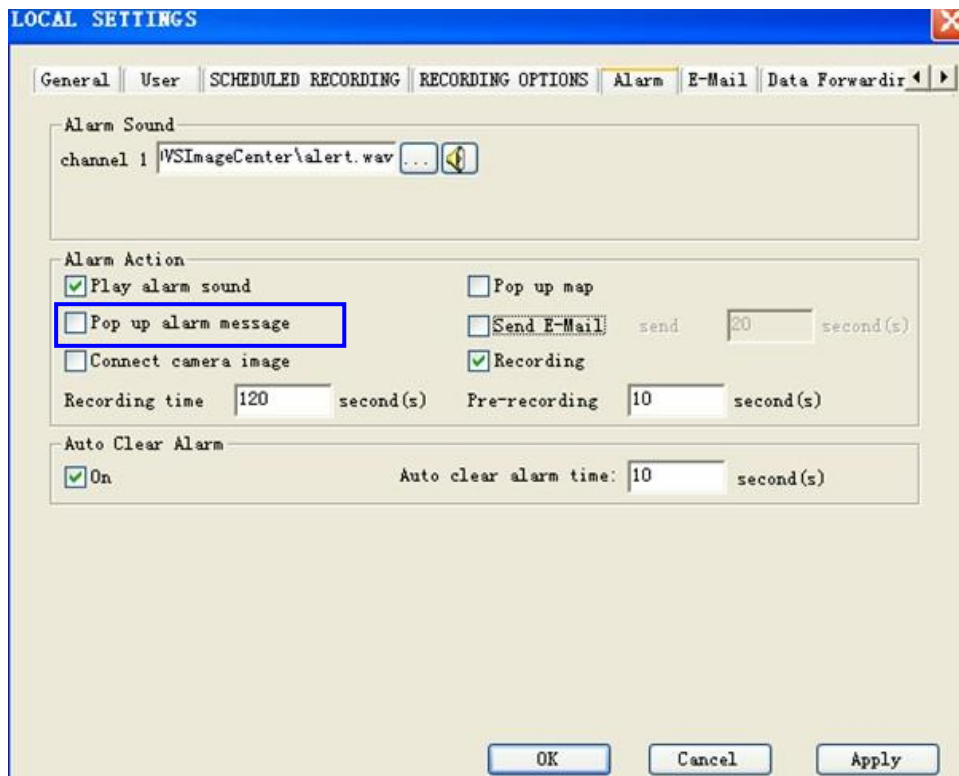 LOCAL SETTINGS
General User SCHEDULED RECORDING RECORDING OPTIONS Alarm E-Mail Data Forwardir
Alarm Sound
channel 1 VSImageCenter\alert.wav ...
Alarm Action
Play alarm sound Pop up map
Pop up alarm message Send E-Mail send 20 second(s)
Connect camera image Recording
Recording time 120 second(s) Pre-recording 10 second(s)
Auto Clear Alarm
On Auto clear alarm time: 10 second(s)
OK Cancel Apply